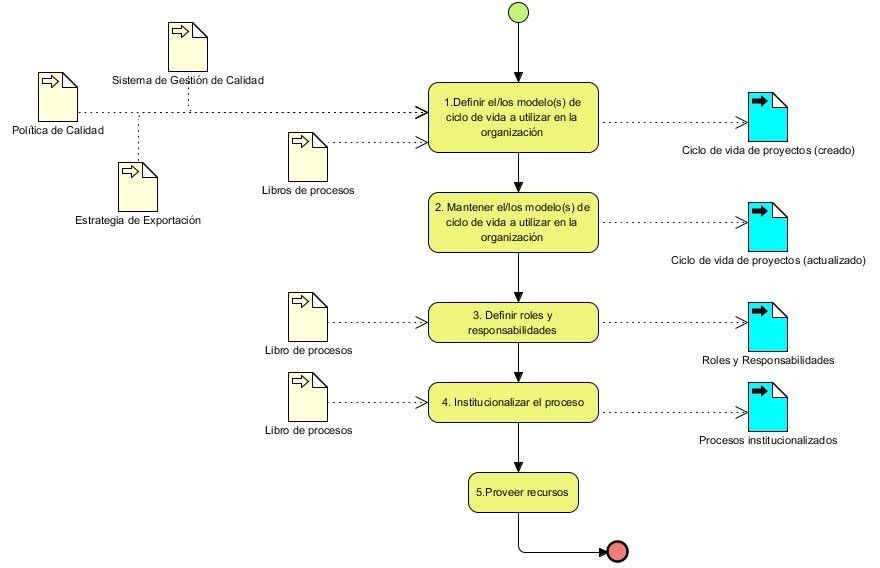 Sistema de Gestión de Calidad
Política de Calidad
Estrategia de Exportación
Libros de procesos
1.Definir el/los modelo(s) de
ciclo de vida a utilizar en la
organización
Ciclo de vida de proyectos (creado)
2. Mantener el/los modelo(s) de
ciclo de vida a utilizar en la
organización
Ciclo de vida de proyectos (actualizado)
Libro de procesos
3. Definir roles y
responsabilidades
Roles y Responsabilidades
Libro de procesos
4. Institucionalizar el proceso
Procesos institucionalizados
5.Proveer recursos